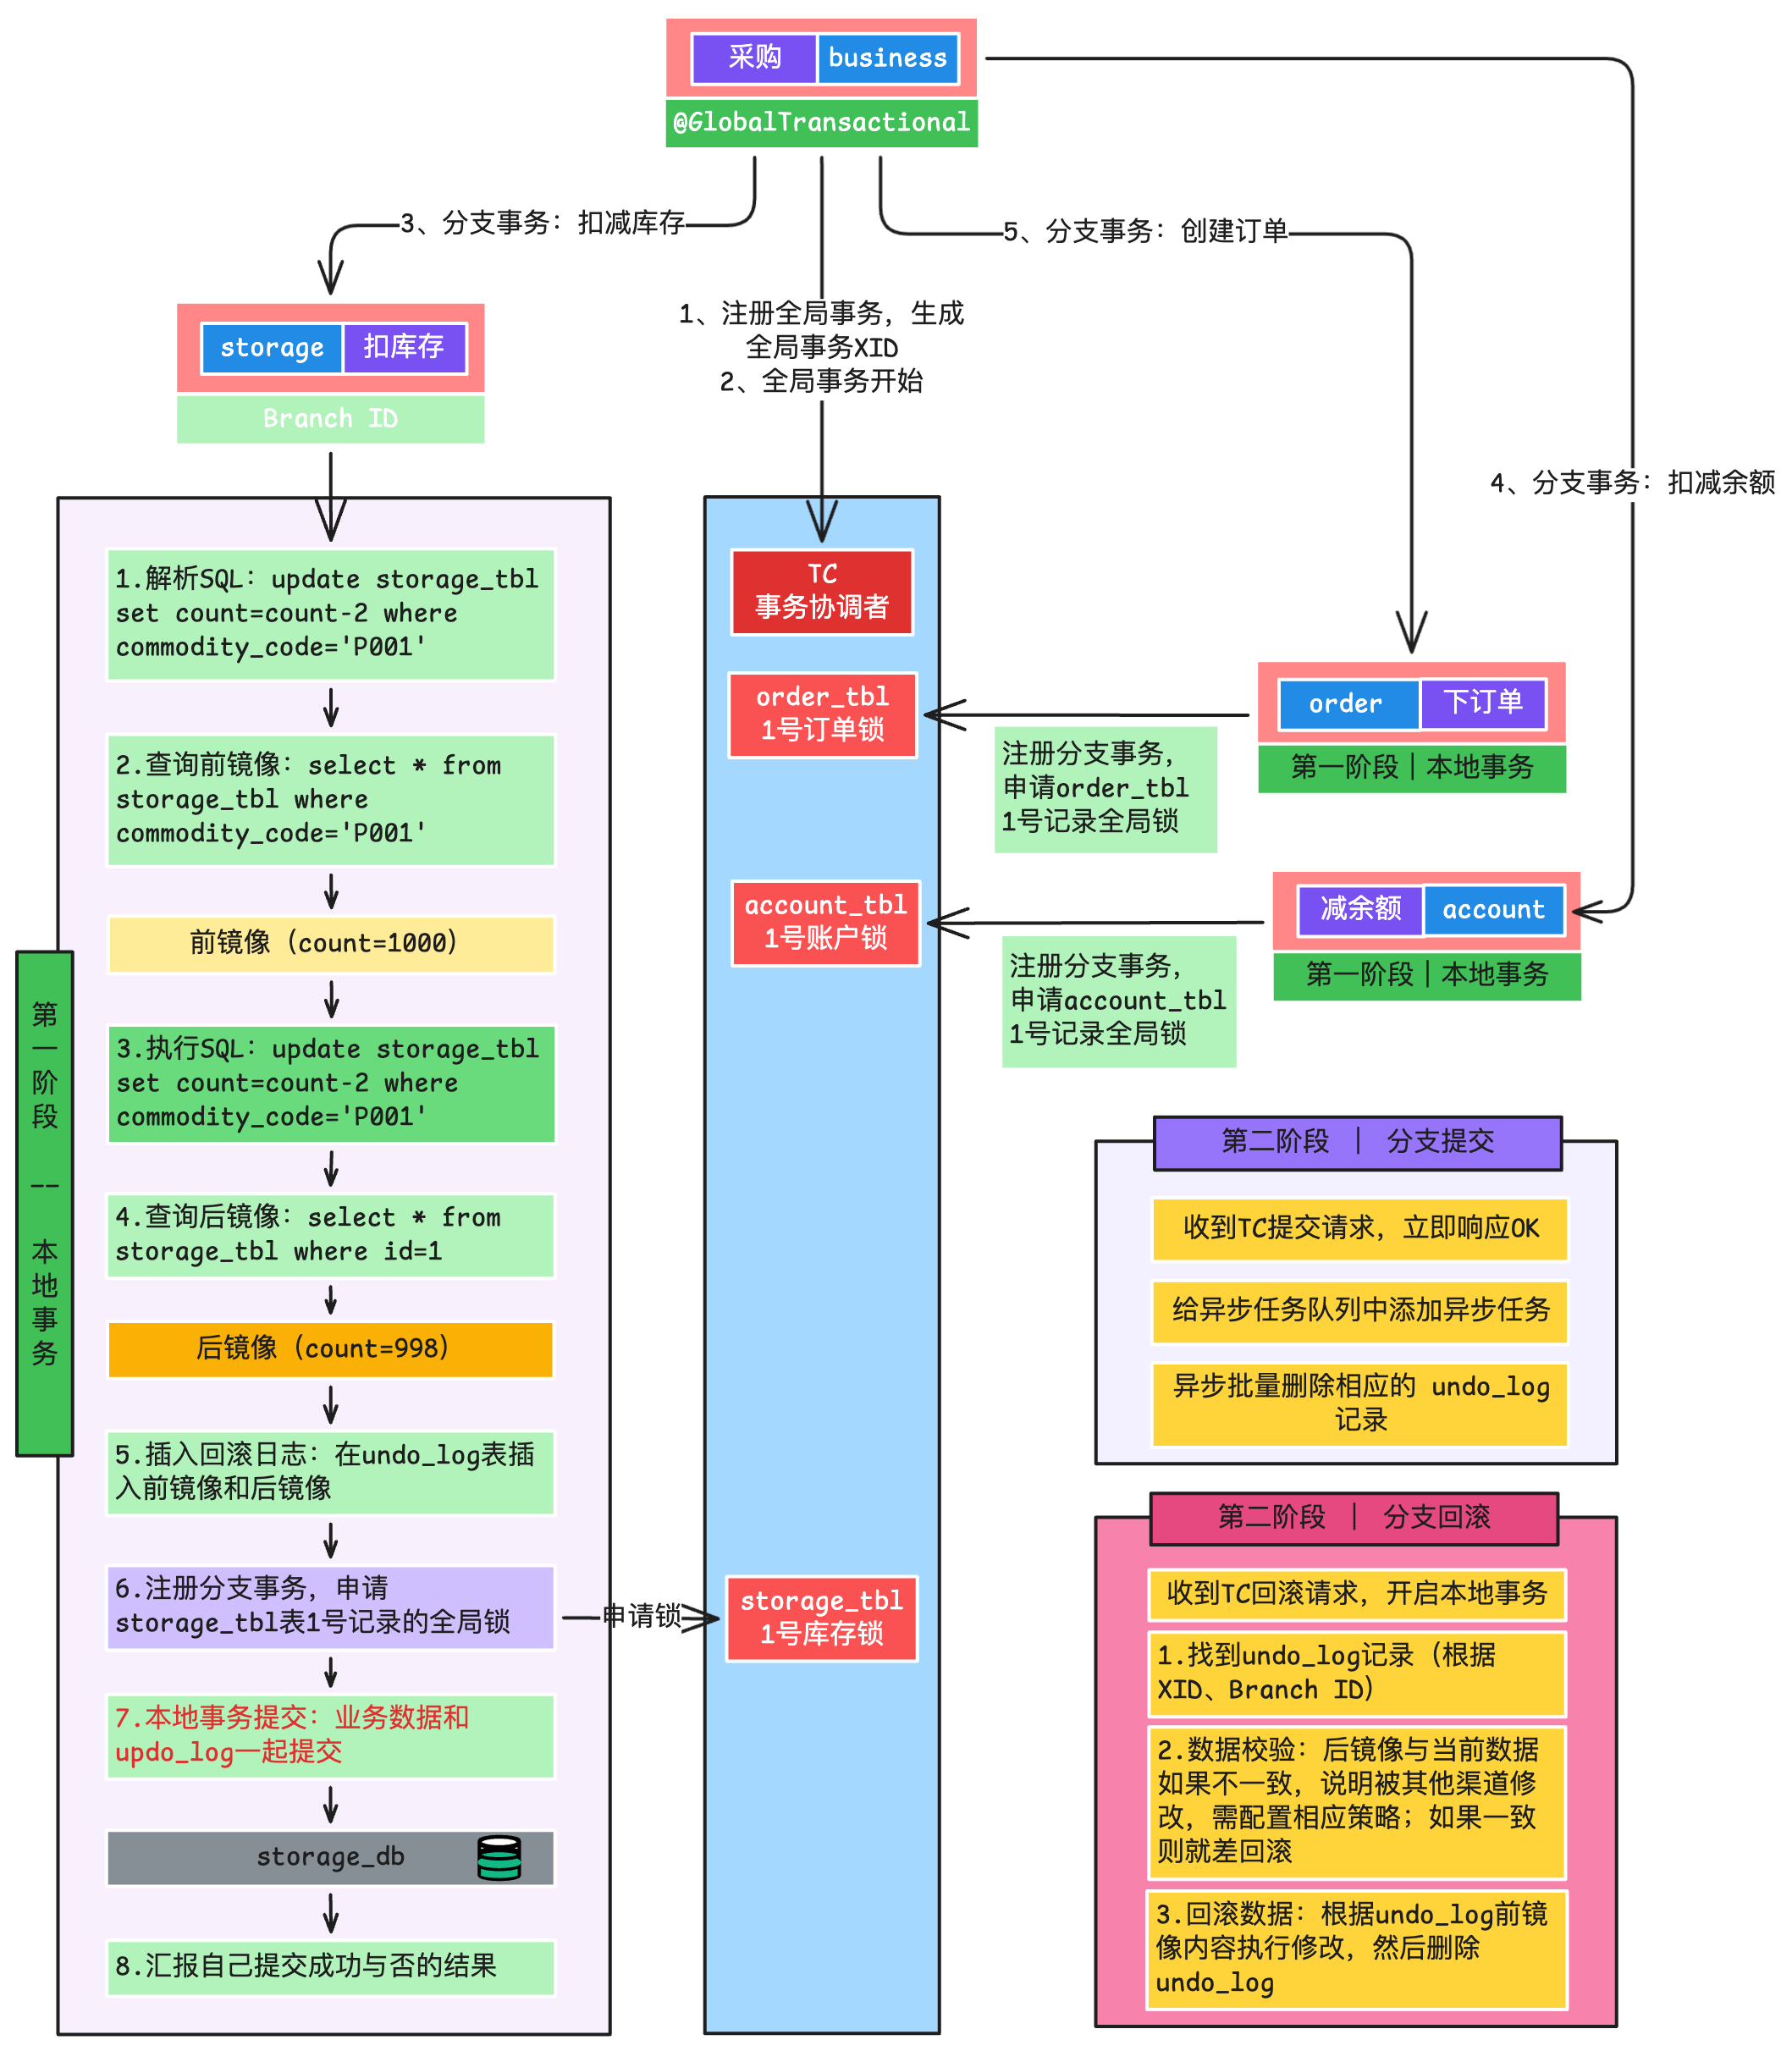 采购
business
@GlobalTransactional
3、分支事务：扣减库存
5、分支事务：创建订单
1、注册全局事务，生成
全局事务XID
2、全局事务开始
4、分支事务：扣减余额
storage
扣库存
Branch ID
第一阶段 -- 本地事务
1.解析SQL：update storage_tbl
set count=count-2 where
commodity_code='P001'
2.查询前镜像：select * from
storage_tbl where
commodity_code='P001'
前镜像（count=1000）
3.执行SQL：update storage_tbl
set count=count-2 where
commodity_code='P001'
4.查询后镜像：select * from
storage_tbl where id=1
后镜像（count=998）
5.插入回滚日志：在undo_log表插
入前镜像和后镜像
6.注册分支事务，申请
storage_tbl表1号记录的全局锁
申请锁
7.本地事务提交：业务数据和
updo_log一起提交
storage_db
8.汇报自己提交成功与否的结果
TC
事务协调者
order_tbl
1号订单锁
account_tbl
1号账户锁
storage_tbl
1号库存锁
order
下订单
第一阶段｜本地事务
注册分支事务，
申请order_tbl
1号记录全局锁
减余额
account
第一阶段｜本地事务
注册分支事务，
申请account_tbl
1号记录全局锁
第二阶段 ｜ 分支提交
收到TC提交请求，立即响应OK
给异步任务队列中添加异步任务
异步批量删除相应的 undo_log
记录
第二阶段 ｜ 分支回滚
收到TC回滚请求，开启本地事务
1.找到undo_log记录（根据
XID、Branch ID）
2.数据校验：后镜像与当前数据
如果不一致，说明被其他渠道修
改，需配置相应策略；如果一致
则就差回滚
3.回滚数据：根据undo_log前镜
像内容执行修改，然后删除
undo_log